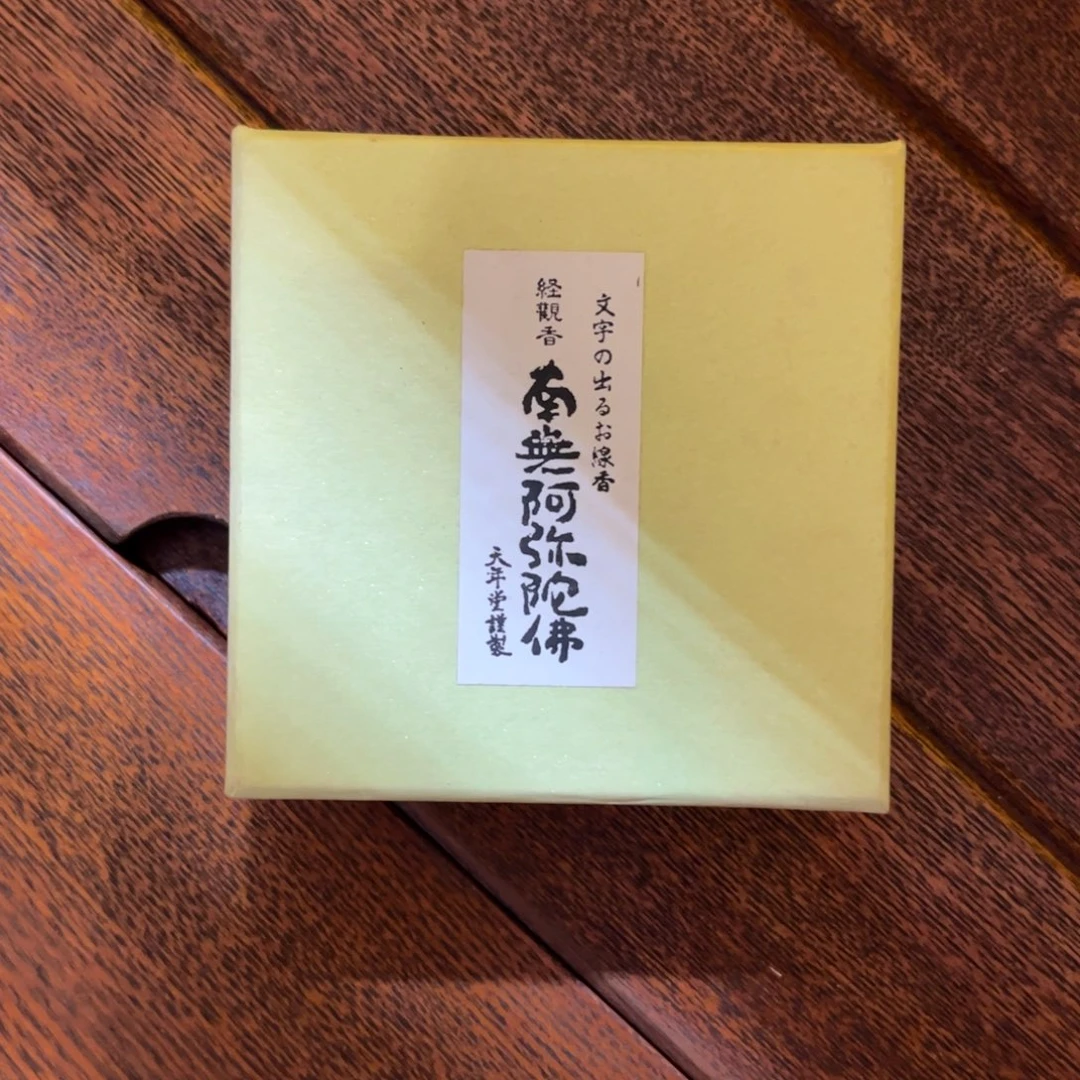 文字の出るお線香
経觀香 南無阿弥陀佛
天年堂謹製